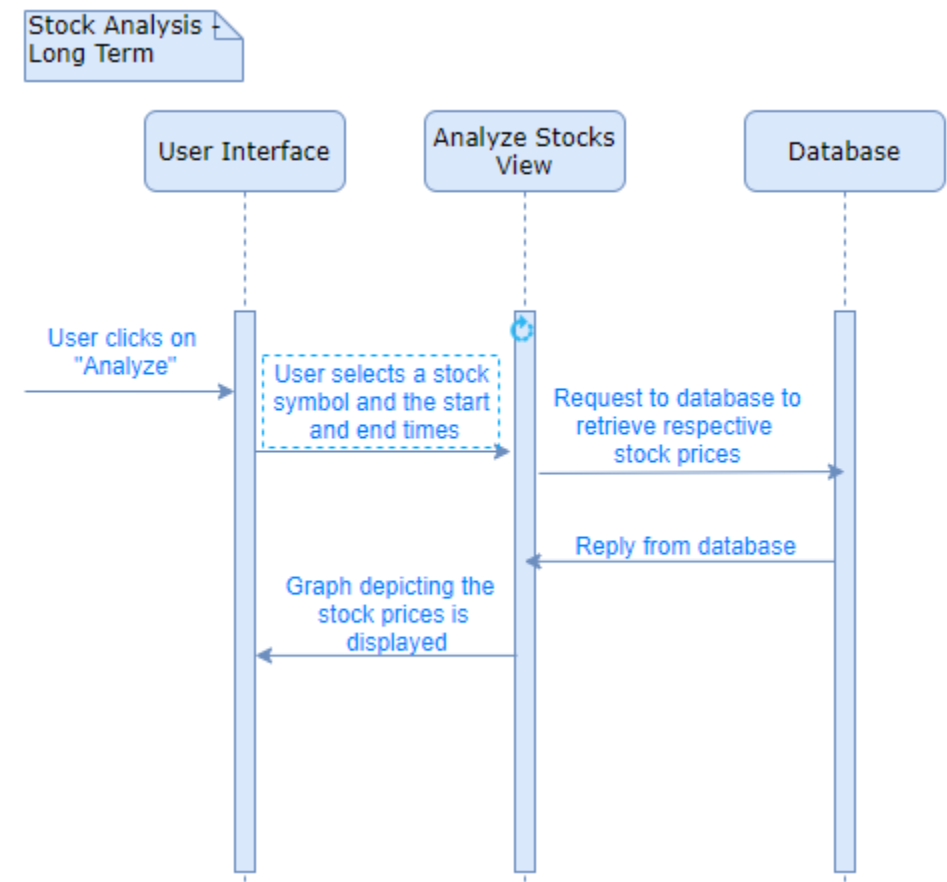 Stock Analysis -
Long Term
User Interface
Analyze Stocks
View
Database
User clicks on
"Analyze"
User selects a stock
symbol and the start
and end times
Request to database to
retrieve respective
stock prices
Reply from database
Graph depicting the
stock prices is
displayed